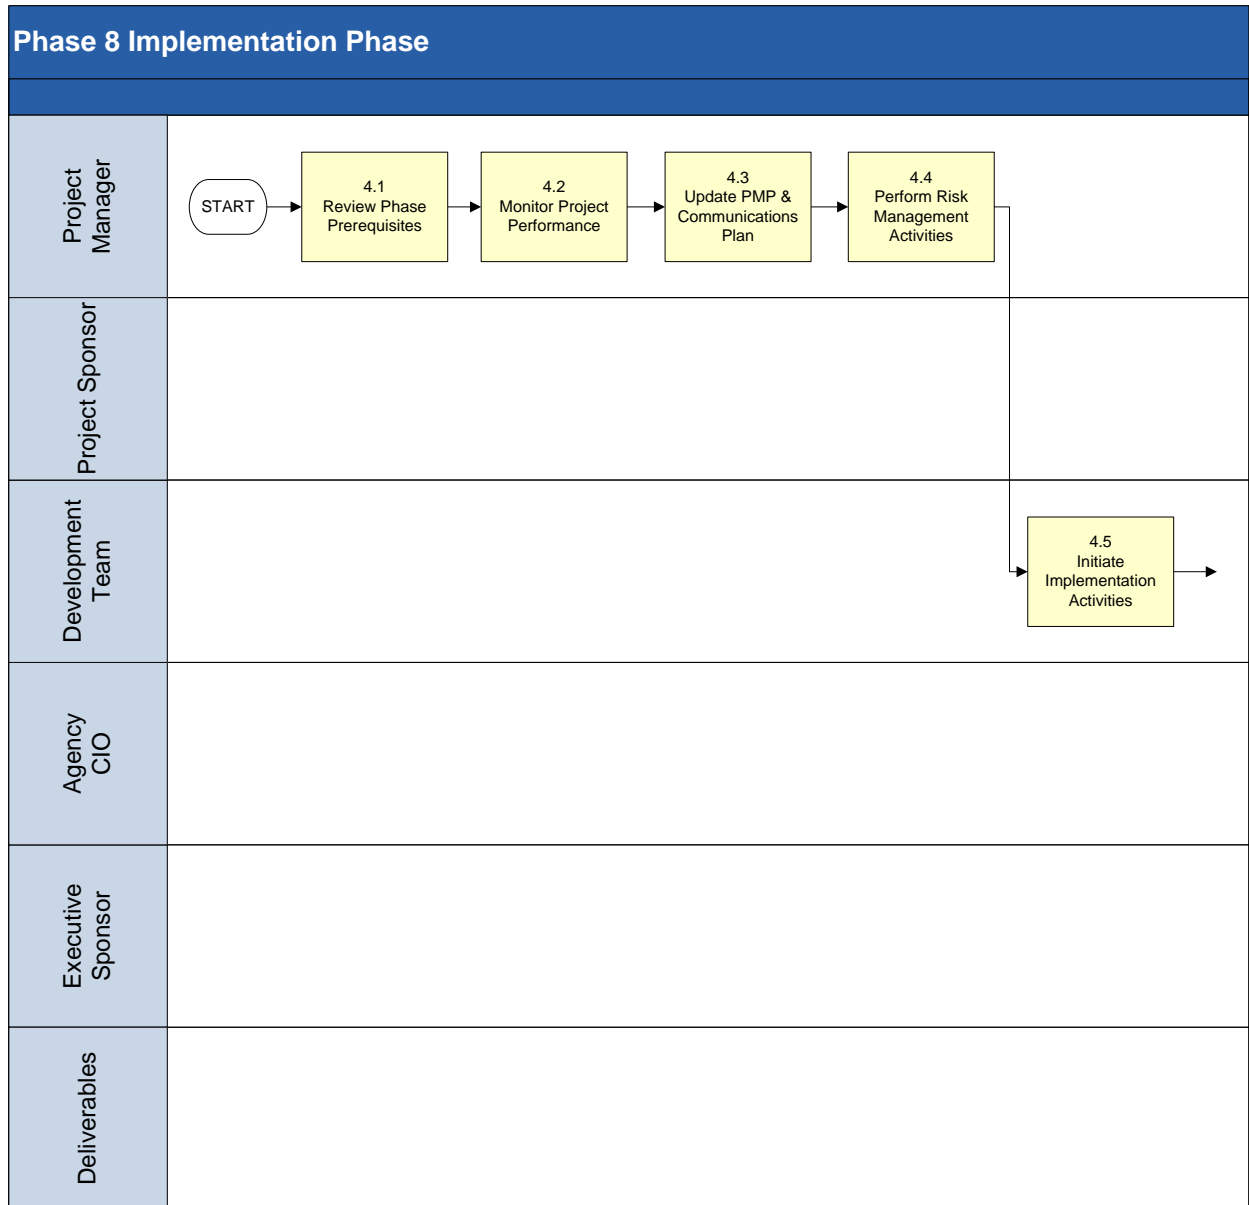 Phase 8 Implementation Phase
Project
Manager
START
4.1
Review Phase
Prerequisites
4.2
Monitor Project
Performance
4.3
Update PMP &
Communications
Plan
4.4
Perform Risk
Management
Activities
Project Sponsor
Development
Team
4.5
Initiate
Implementation
Activities
Agency
CIO
Executive
Sponsor
Deliverables